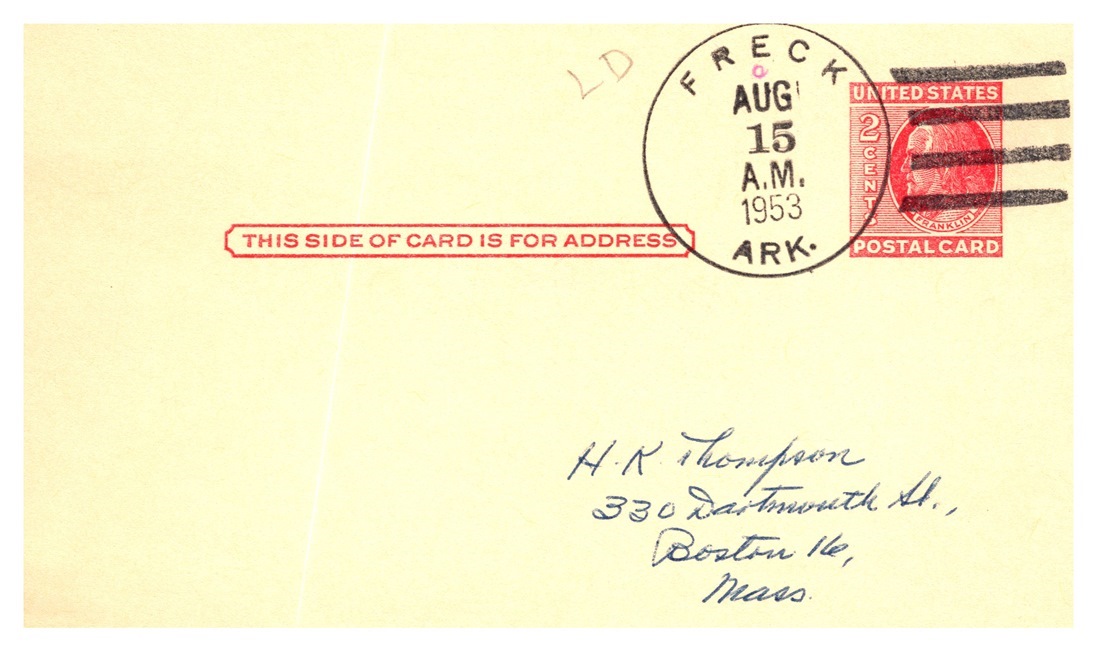 LD
FRECK
AUG
15
A.M.
1953
ARK.
UNITED STATES
2 CENTS
FRANKLIN
POSTAL CARD
THIS SIDE OF CARD IS FOR ADDRESS
H. K. Thompson
330 Dartmouth St.,
Boston 16,
Mass.